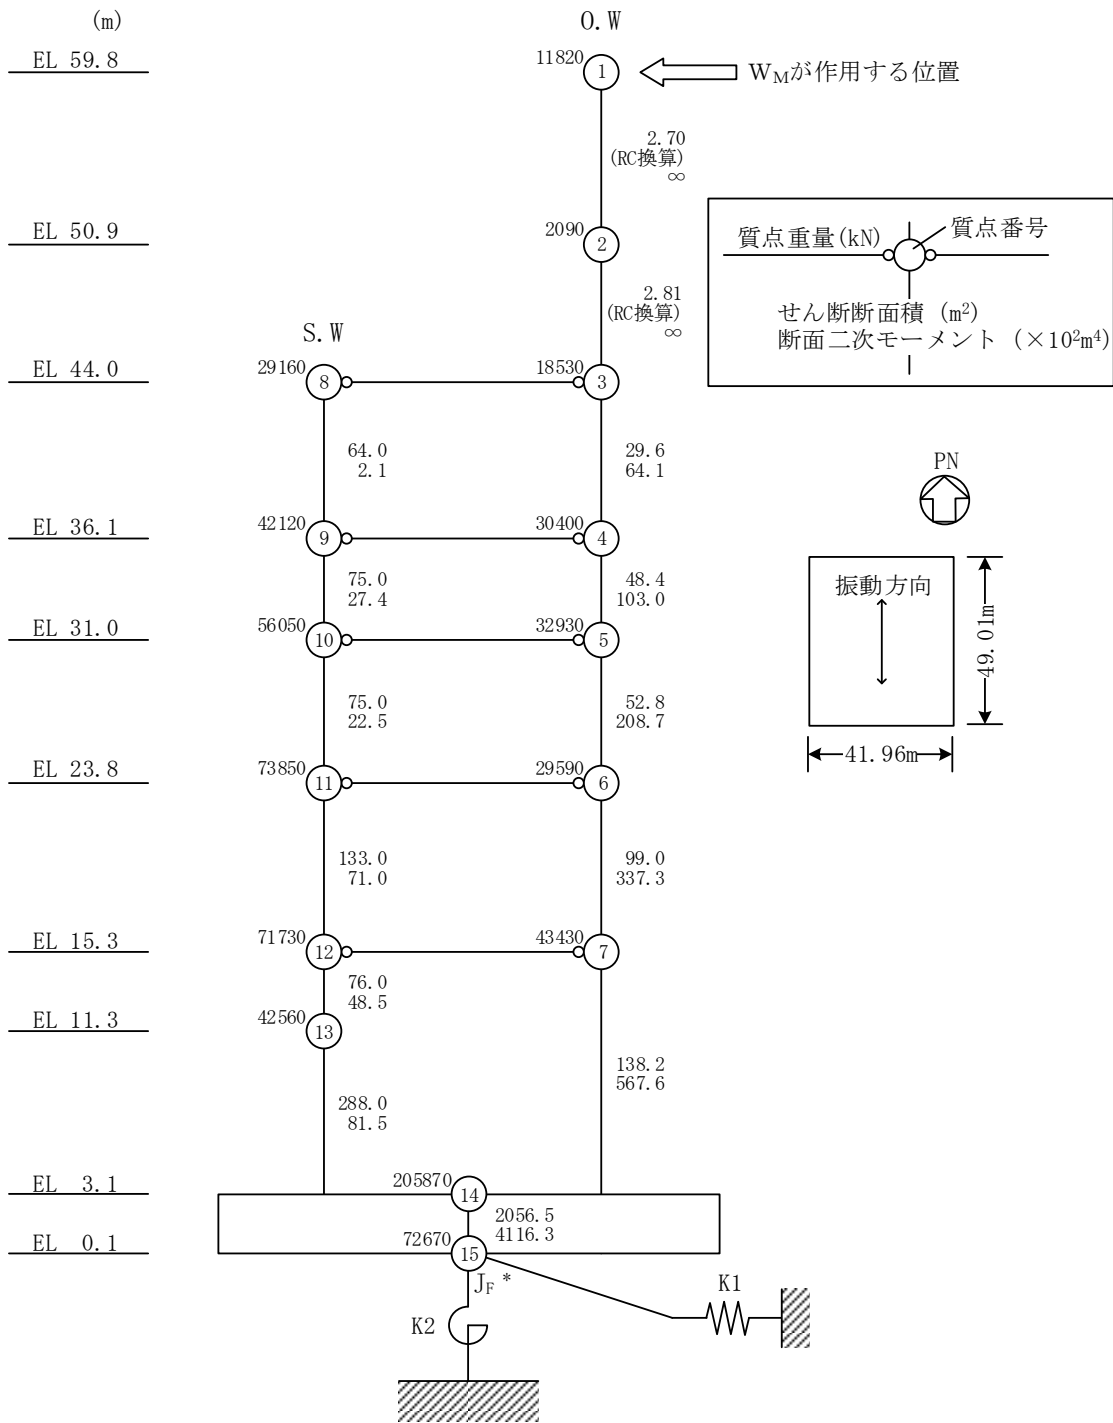 (m)
O.W
EL 59.8
11820
1
WMが作用する位置
2.70
(RC換算)
∞
EL 50.9
2090
2
質点重量(kN)
質点番号
せん断断面積 (m²)
断面二次モーメント (×10²m⁴)
2.81
(RC換算)
∞
S.W
EL 44.0
29160
8
18530
3
64.0
2.1
29.6
64.1
PN
EL 36.1
42120
9
30400
4
75.0
27.4
48.4
103.0
振動方向
49.01m
41.96m
EL 31.0
56050
10
32930
5
75.0
22.5
52.8
208.7
EL 23.8
73850
11
29590
6
133.0
71.0
99.0
337.3
EL 15.3
71730
12
43430
7
76.0
48.5
EL 11.3
42560
13
138.2
567.6
288.0
81.5
EL 3.1
205870
14
2056.5
4116.3
EL 0.1
72670
15
JF *
K1
K2